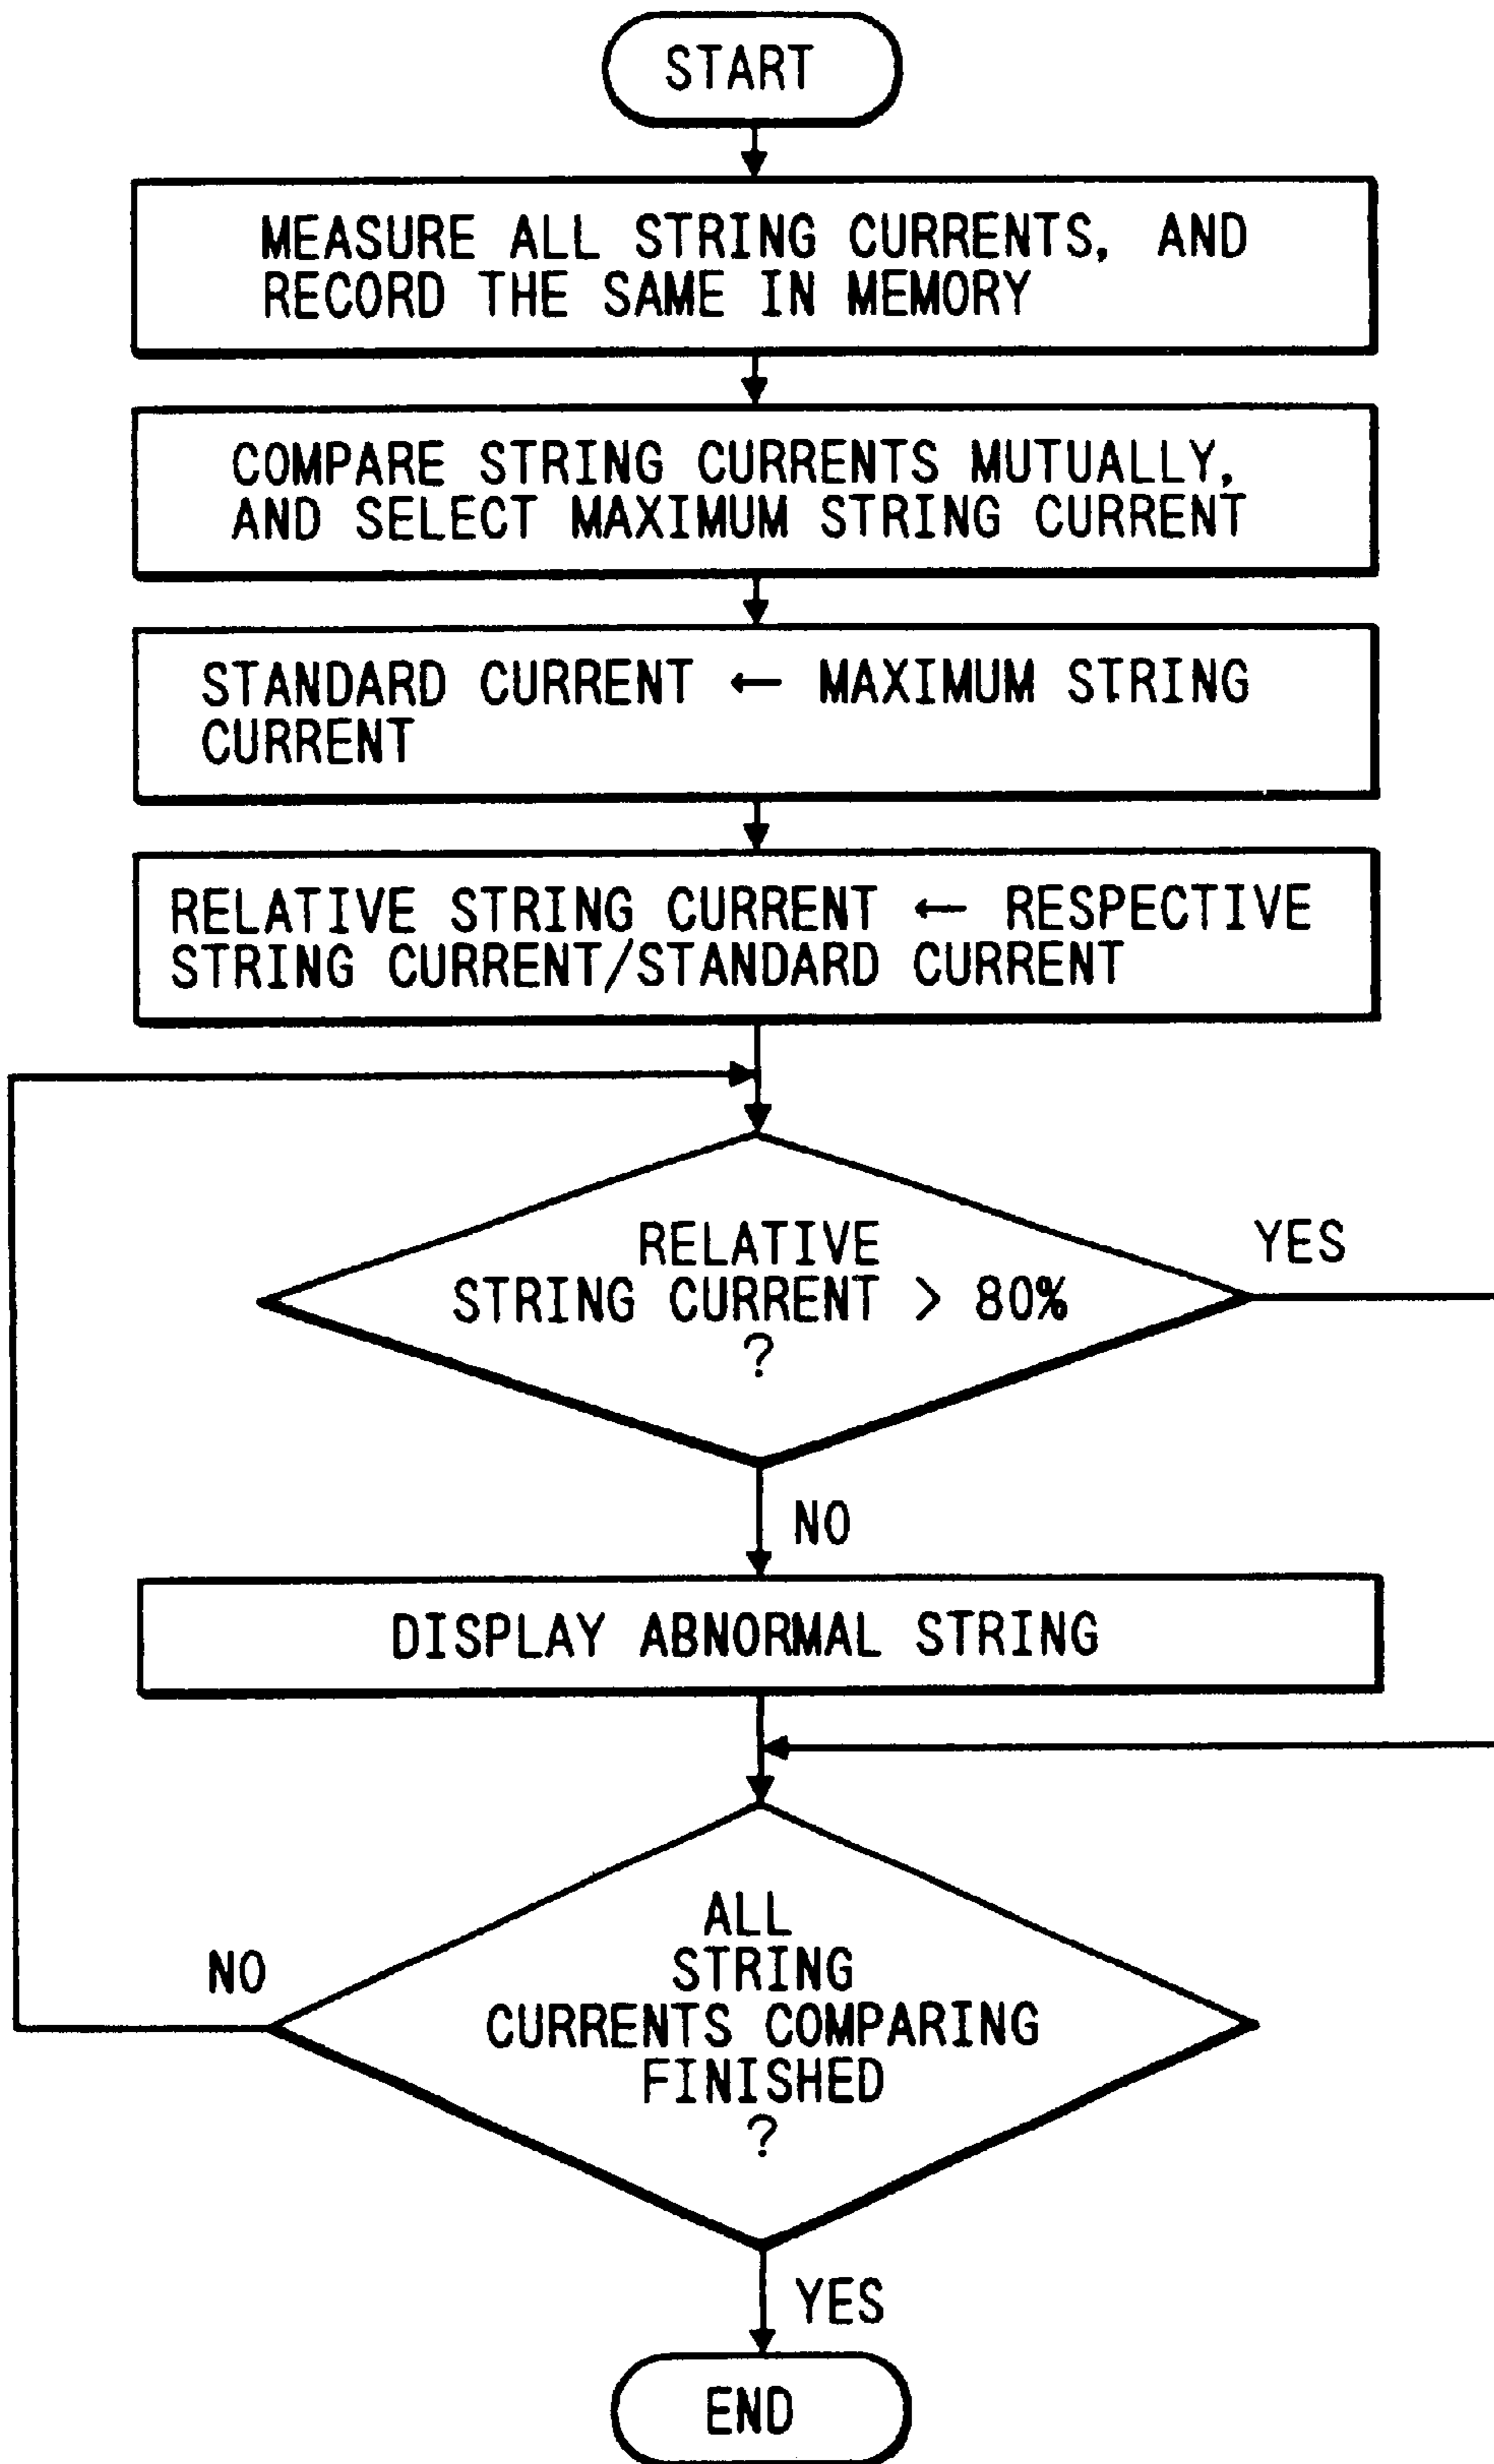 START
MEASURE ALL STRING CURRENTS, AND
RECORD THE SAME IN MEMORY
COMPARE STRING CURRENTS MUTUALLY,
AND SELECT MAXIMUM STRING CURRENT
STANDARD CURRENT ← MAXIMUM STRING
CURRENT
RELATIVE STRING CURRENT ← RESPECTIVE
STRING CURRENT/STANDARD CURRENT
RELATIVE
STRING CURRENT > 80%
?
YES
NO
DISPLAY ABNORMAL STRING
ALL
STRING
CURRENTS COMPARING
FINISHED
?
NO
YES
END